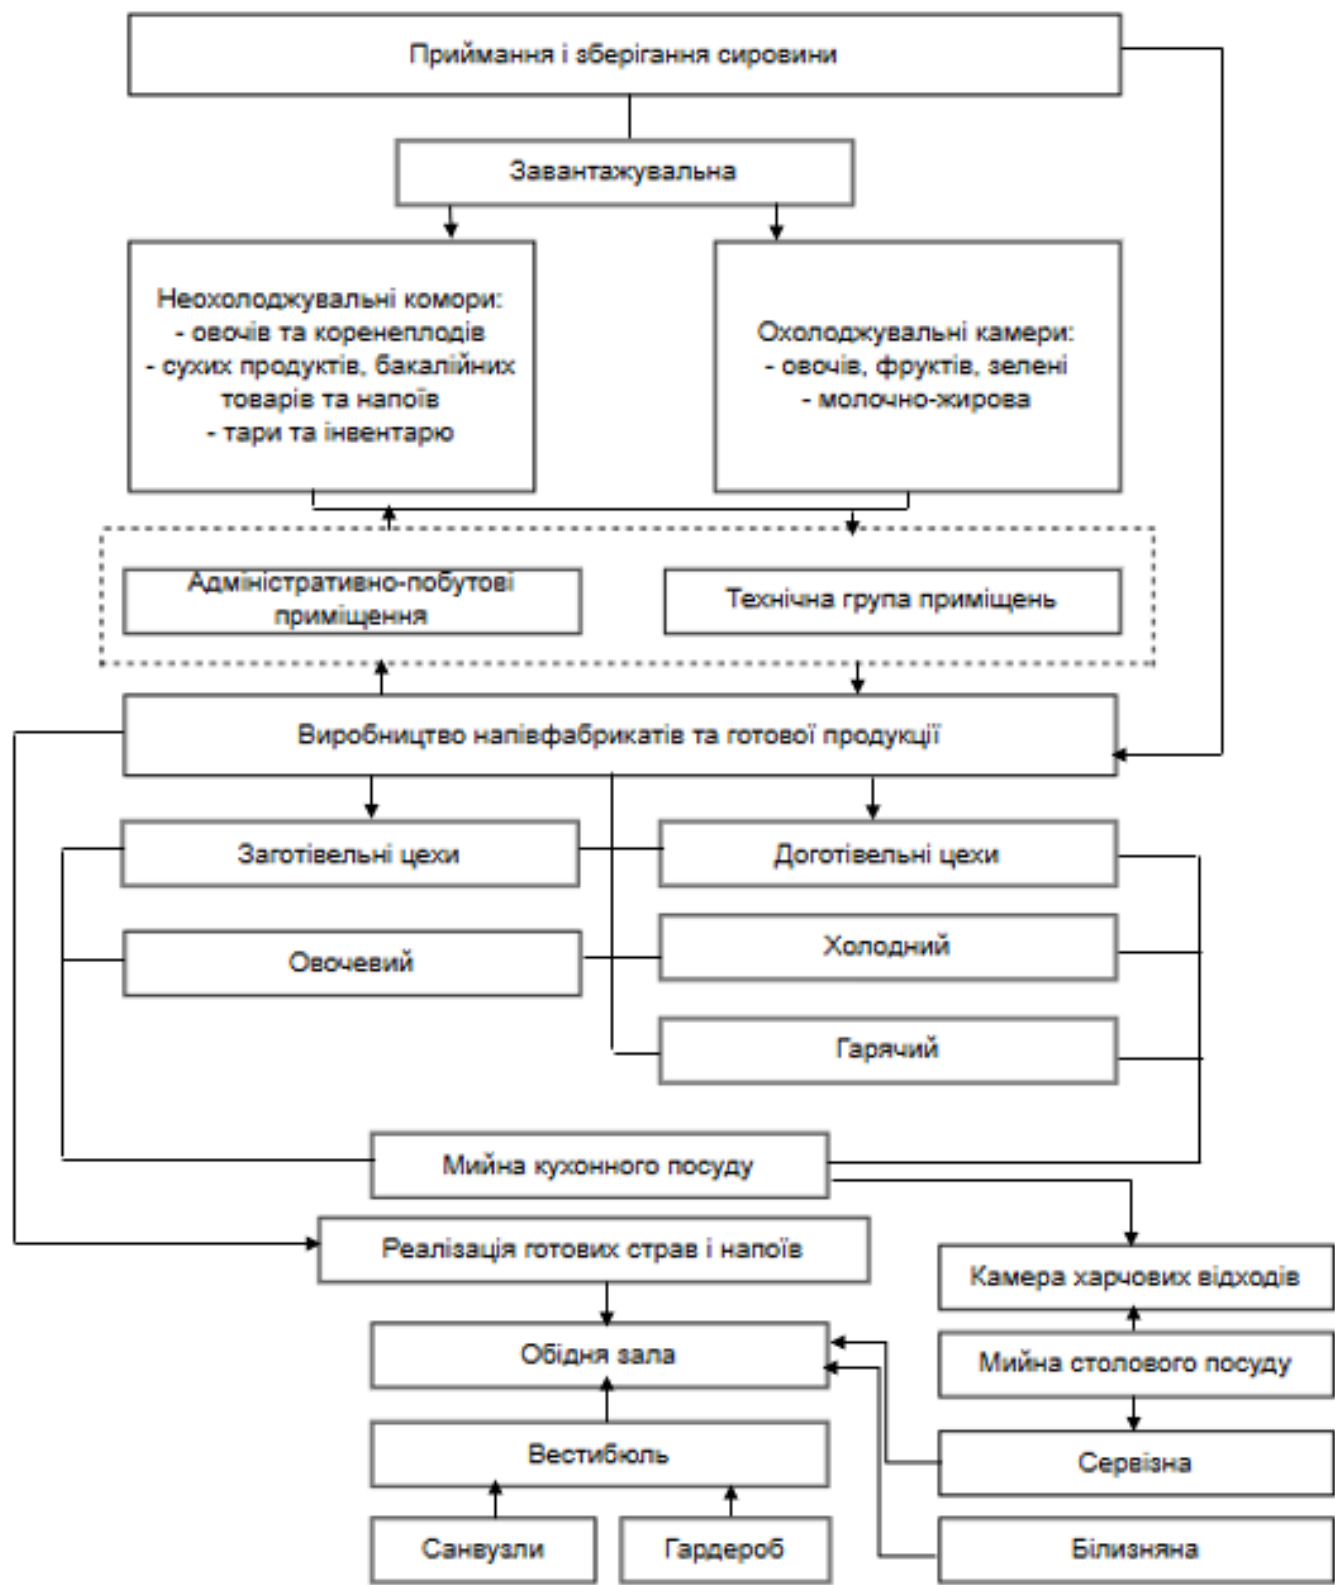 Приймання і зберігання сировини
Завантажувальна
Неохолоджувальні комори:
- овочів та коренеплодів
- сухих продуктів, бакалійних
товарів та напоїв
- тари та інвентарю
Охолоджувальні камери:
- овочів, фруктів, зелені
- молочно-жирова
Адміністративно-побутові
приміщення
Технічна група приміщень
Виробництво напівфабрикатів та готової продукції
Заготівельні цехи
Доготівельні цехи
Овочевий
Холодний
Гарячий
Мийна кухонного посуду
Реалізація готових страв і напоїв
Камера харчових відходів
Обідня зала
Мийна столового посуду
Вестибюль
Сервізна
Санвузли
Гардероб
Білизняна